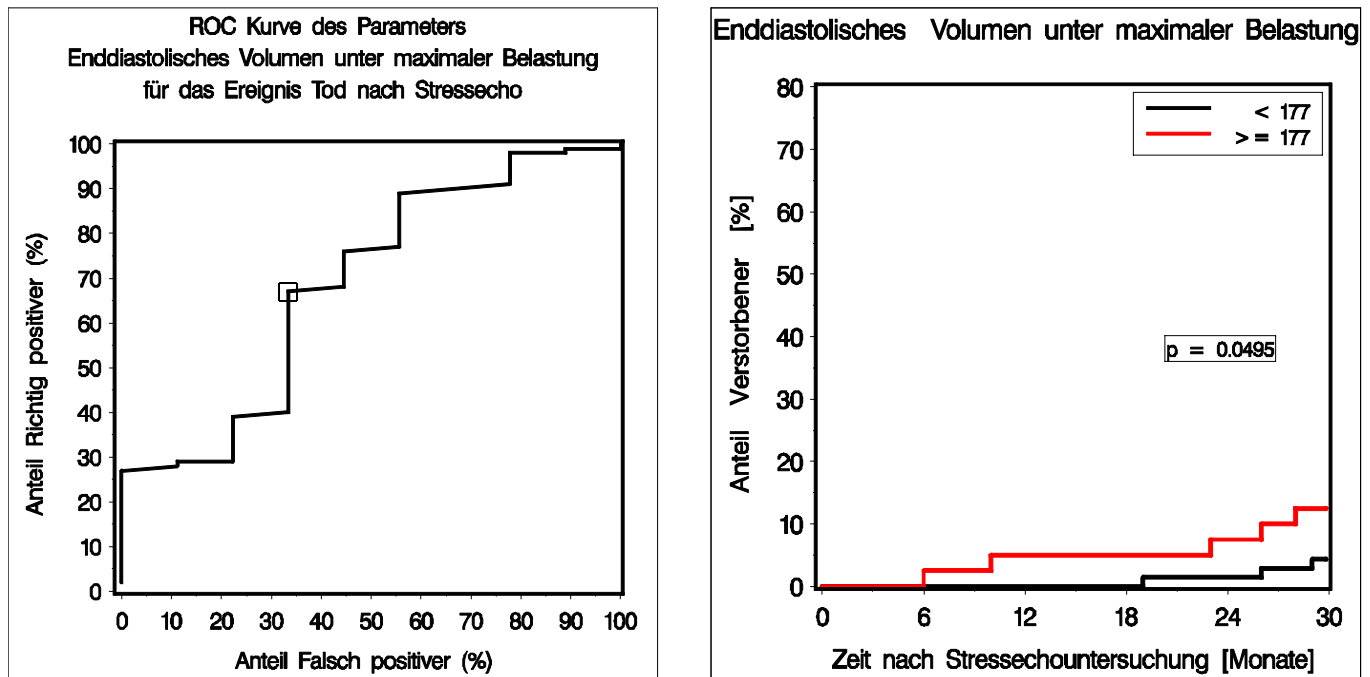 ROC Kurve des Parameters
Enddiastolisches Volumen unter maximaler Belastung
für das Ereignis Tod nach Stressecho
Anteil Richtig positiver (%)
100
90
80
70
60
50
40
30
20
10
0
0 10 20 30 40 50 60 70 80 90 100
Anteil Falsch positiver (%)
Enddiastolisches Volumen unter maximaler Belastung
Anteil Verstorbener [%]
80
70
60
50
40
30
20
10
0
< 177
>= 177
p = 0.0495
0 6 12 18 24 30
Zeit nach Stressechountersuchung [Monate]